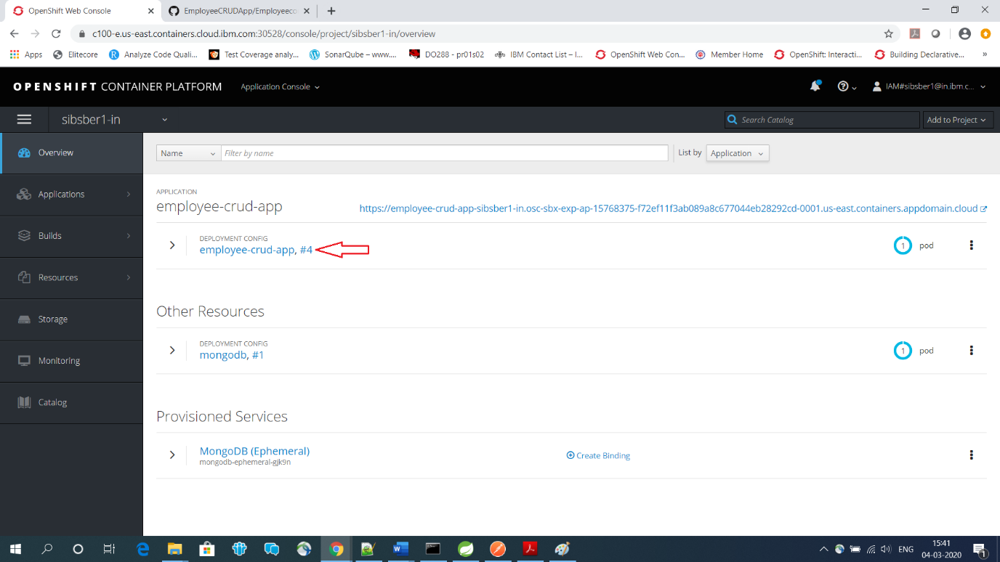 OpenShift Web Console
EmployeeCRUDApp/Employeeco
c100-e.us-east.containers.cloud.ibm.com:30528/console/project/sibsber1-in/overview
Apps Elitecore Analyze Code Quali... Test Coverage analy... SonarQube – www.... DO288 - pr01s02 IBM Contact List – I... OpenShift Web Con... Member Home OpenShift: Interacti... Building Declarative... »
OPENSHIFT CONTAINER PLATFORM Application Console IAM#sibsber1@in.ibm.c...
sibsber1-in Search Catalog Add to Project
Overview
Applications
Builds
Resources
Storage
Monitoring
Catalog
Name Filter by name List by Application
APPLICATION
employee-crud-app https://employee-crud-app-sibsber1-in.osc-sbx-exp-ap-15768375-f72ef11f3ab089a8c677044eb28292cd-0001.us-east.containers.appdomain.cloud
DEPLOYMENT CONFIG
employee-crud-app, #4 1 pod
Other Resources
DEPLOYMENT CONFIG
mongodb, #1 1 pod
Provisioned Services
MongoDB (Ephemeral) Create Binding
mongodb-ephemeral-gjk9n
ENG 15:41
04-03-2020 1